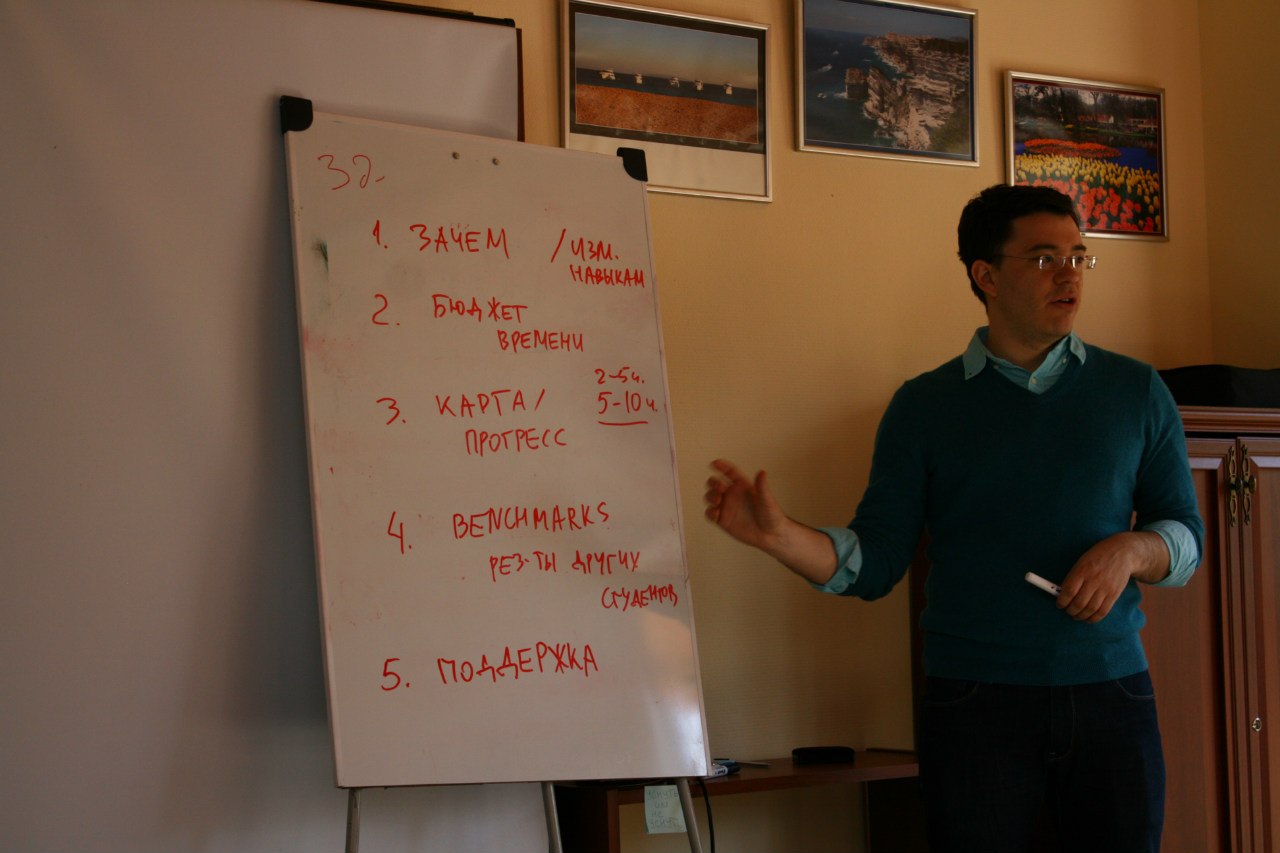 3д-
1. ЗАЧЕМ / ИЗМ.
НАВЫКАМ
2. БЮДЖЕТ
ВРЕМЕНИ
2-5ч.
3. КАРТА/ 5-10ч.
ПРОГРЕСС
4. BENCHMARKS
РЕЗ-ТЫ ДРУГИХ
СТУДЕНТОВ
5. ПОДДЕРЖКА